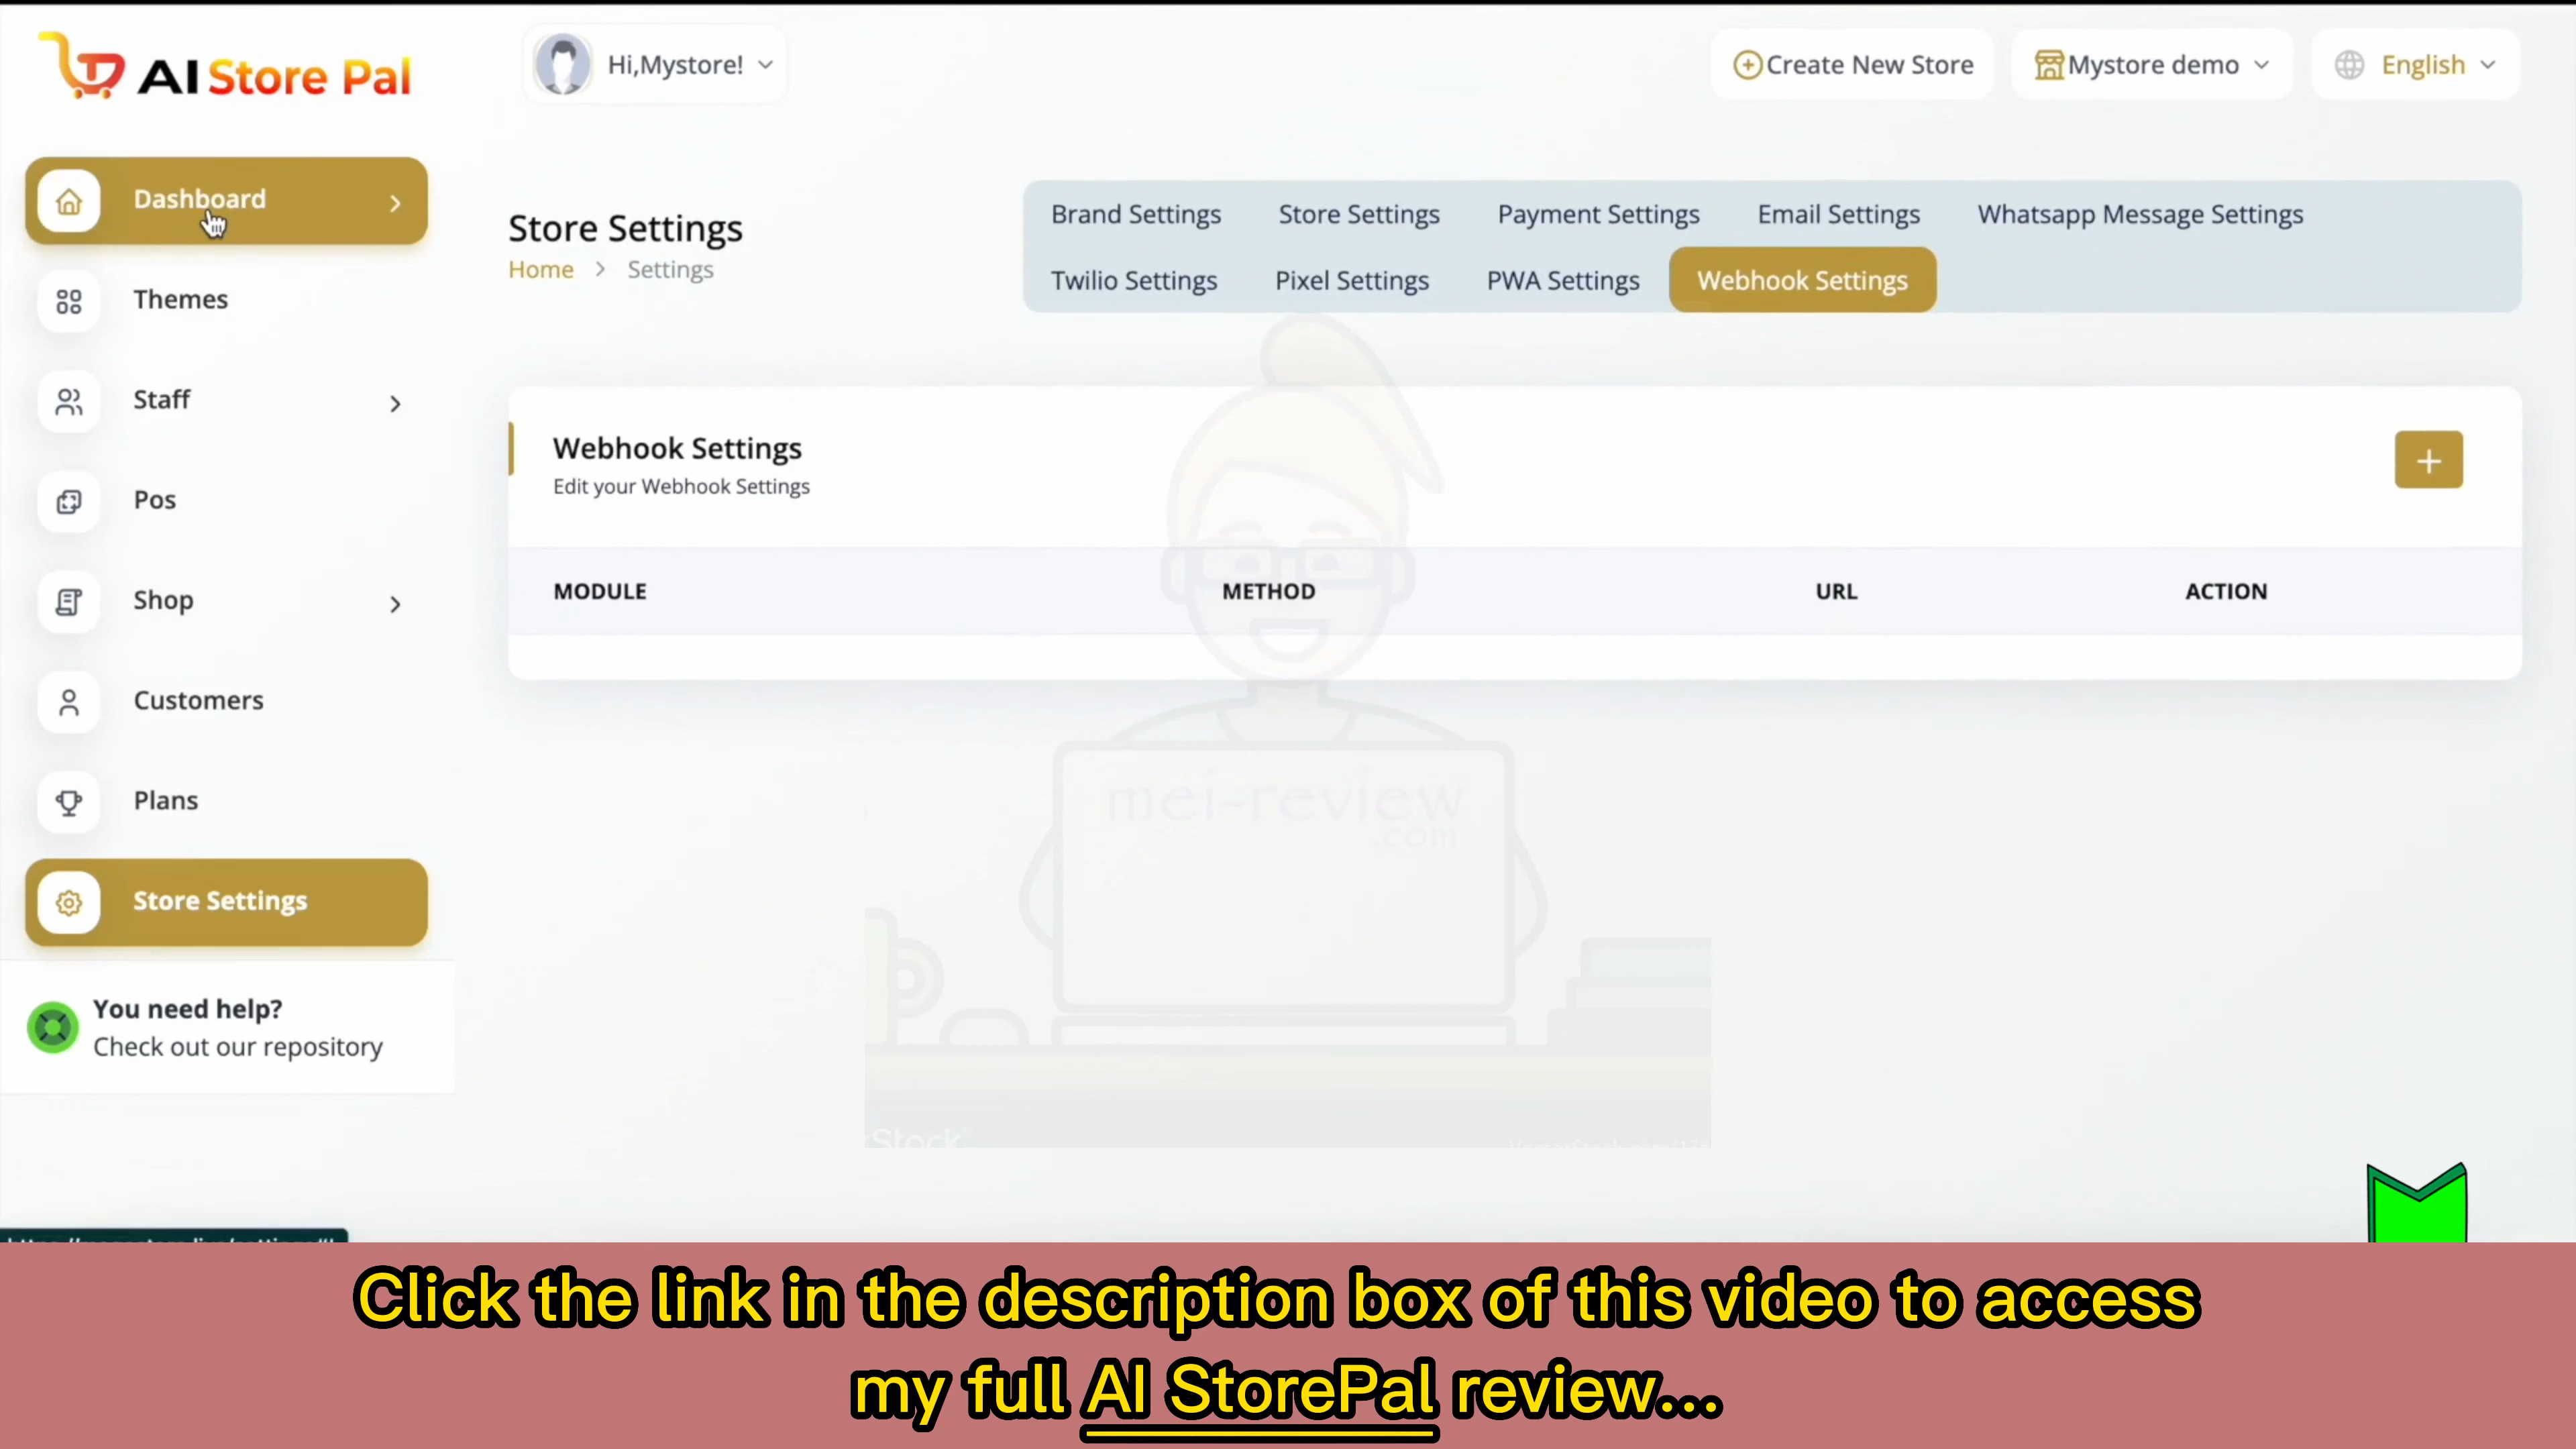 AI Store Pal
Hi,Mystore!
Create New Store
Mystore demo
English
Dashboard
Themes
Staff
Pos
Shop
Customers
Plans
Store Settings
You need help?
Check out our repository
Store Settings
Home > Settings
Brand Settings Store Settings Payment Settings Email Settings Whatsapp Message Settings
Twilio Settings Pixel Settings PWA Settings Webhook Settings
Webhook Settings
Edit your Webhook Settings
MODULE METHOD URL ACTION
mei-review
.com
Stock
Click the link in the description box of this video to access
my full AI StorePal review...